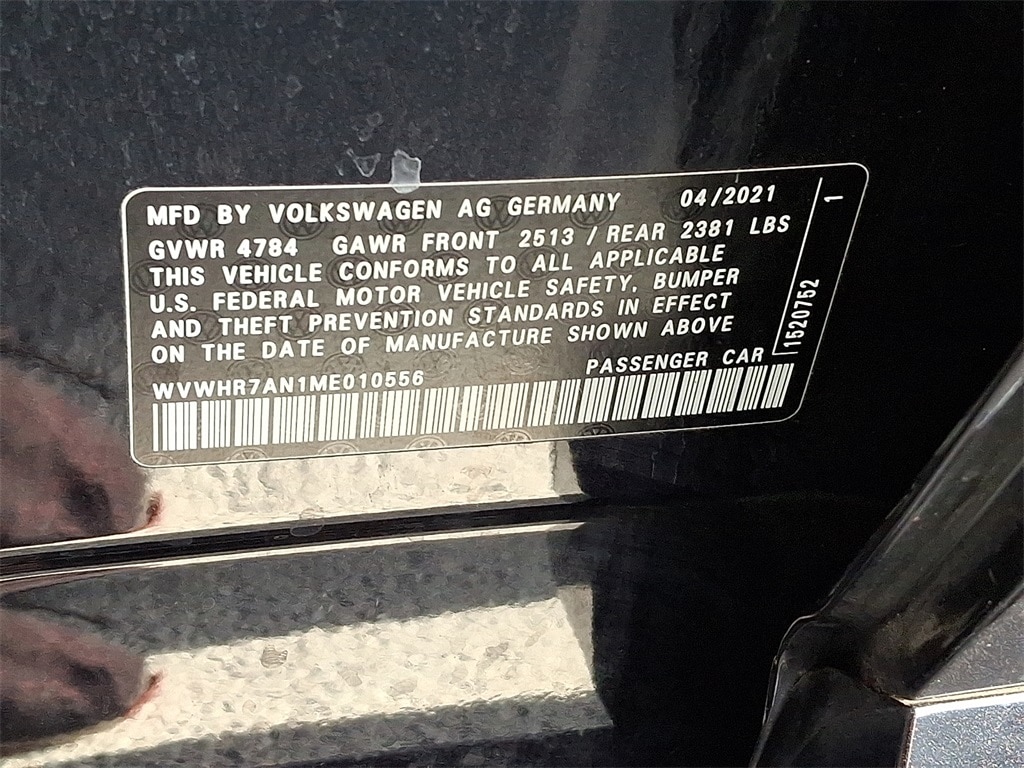 MFD BY VOLKSWAGEN AG GERMANY 04/2021
GVWR 4784 GAWR FRONT 2513 / REAR 2381 LBS
THIS VEHICLE CONFORMS TO ALL APPLICABLE
U.S. FEDERAL MOTOR VEHICLE SAFETY, BUMPER
AND THEFT PREVENTION STANDARDS IN EFFECT
ON THE DATE OF MANUFACTURE SHOWN ABOVE
WVWHR7AN1ME010556 PASSENGER CAR
1520752 1